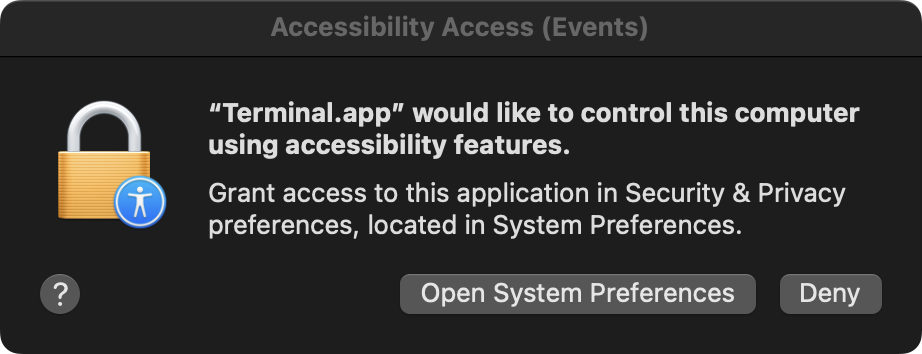 Accessibility Access (Events)
“Terminal.app” would like to control this computer
using accessibility features.
Grant access to this application in Security & Privacy
preferences, located in System Preferences.
?
Open System Preferences
Deny